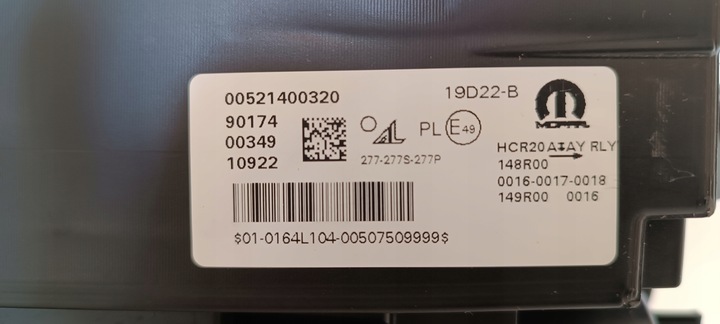 00521400320
90174
00349
10922
AL
PL E49
277-277S-277P
19D22-B
MOPAR
HCR20 RLY
148R00
0016-0017-0018
149R00 0016
$01-0164L104-00507509999$